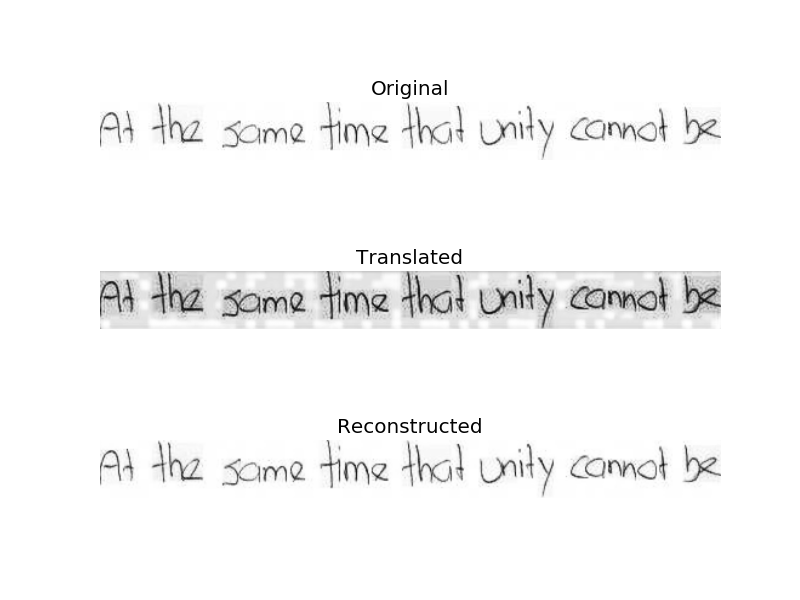 Original
At the same time that unity cannot be
Translated
At the same time that unity cannot be
Reconstructed
At the same time that unity cannot be